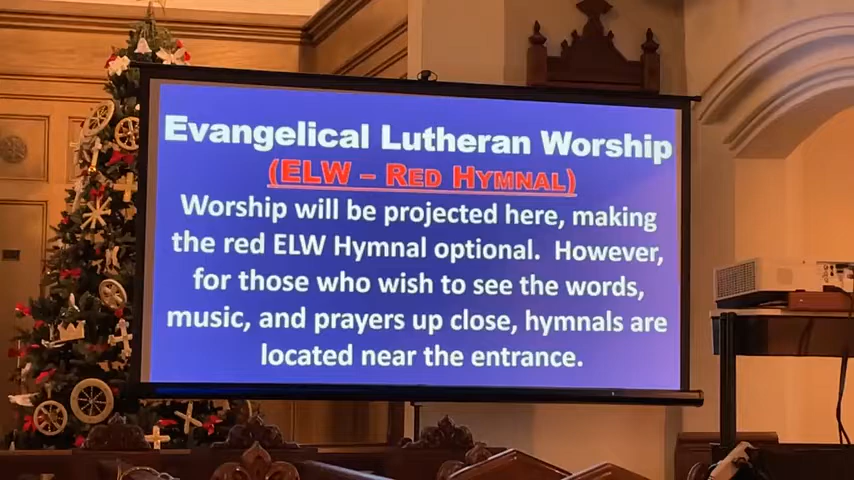 Evangelical Lutheran Worship
(ELW – RED HYMNAL)
Worship will be projected here, making
the red ELW Hymnal optional.  However,
for those who wish to see the words,
music, and prayers up close, hymnals are
located near the entrance.